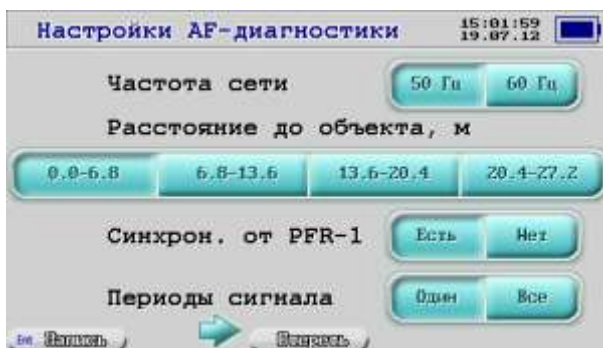 Настройки AF-диагностики 15:01:59
19.07.12
Частота сети 50 Гц 60 Гц
Расстояние до объекта, м
0.0-6.8 6.8-13.6 13.6-20.4 20.4-27.2
Синхрон. от PFR-1 Есть Нет
Периоды сигнала Один Все